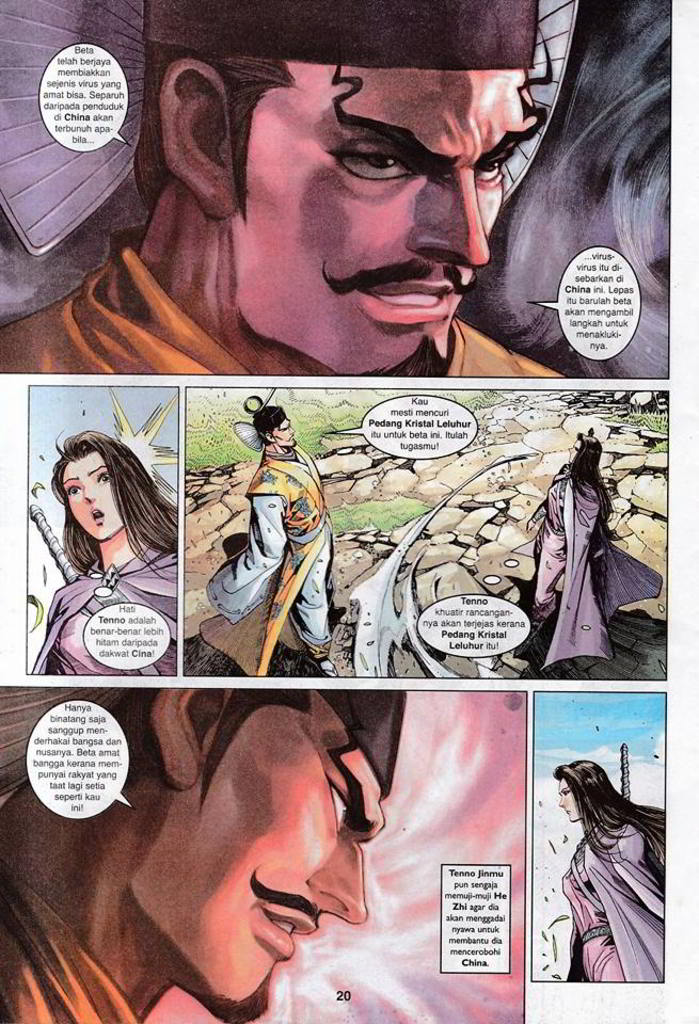 Beta
telah berjaya
membiakkan
sejenis virus yang
amat bisa. Separuh
daripada penduduk
di China akan
terbunuh apa-
bila...
...virus-
virus itu di-
sebarkan di
China ini. Lepas
itu barulah beta
akan mengambil
langkah untuk
menakluki-
nya.
Hati
Tenno adalah
benar-benar lebih
hitam daripada
dakwat Cina!
Kau
mesti mencuri
Pedang Kristal Leluhur
itu untuk beta ini. Itulah
tugasmu!
Tenno
khuatir rancangan-
nya akan terjejas kerana
Pedang Kristal
Leluhur itu!
Hanya
binatang saja
sanggup men-
derhakai bangsa dan
nusanya. Beta amat
bangga kerana mem-
punyai rakyat yang
taat lagi setia
seperti kau
ini!
Tenno Jinmu
pun sengaja
memuji-muji He
Zhi agar dia
akan menggadai
nyawa untuk
membantu dia
mencerobohi
China.
20